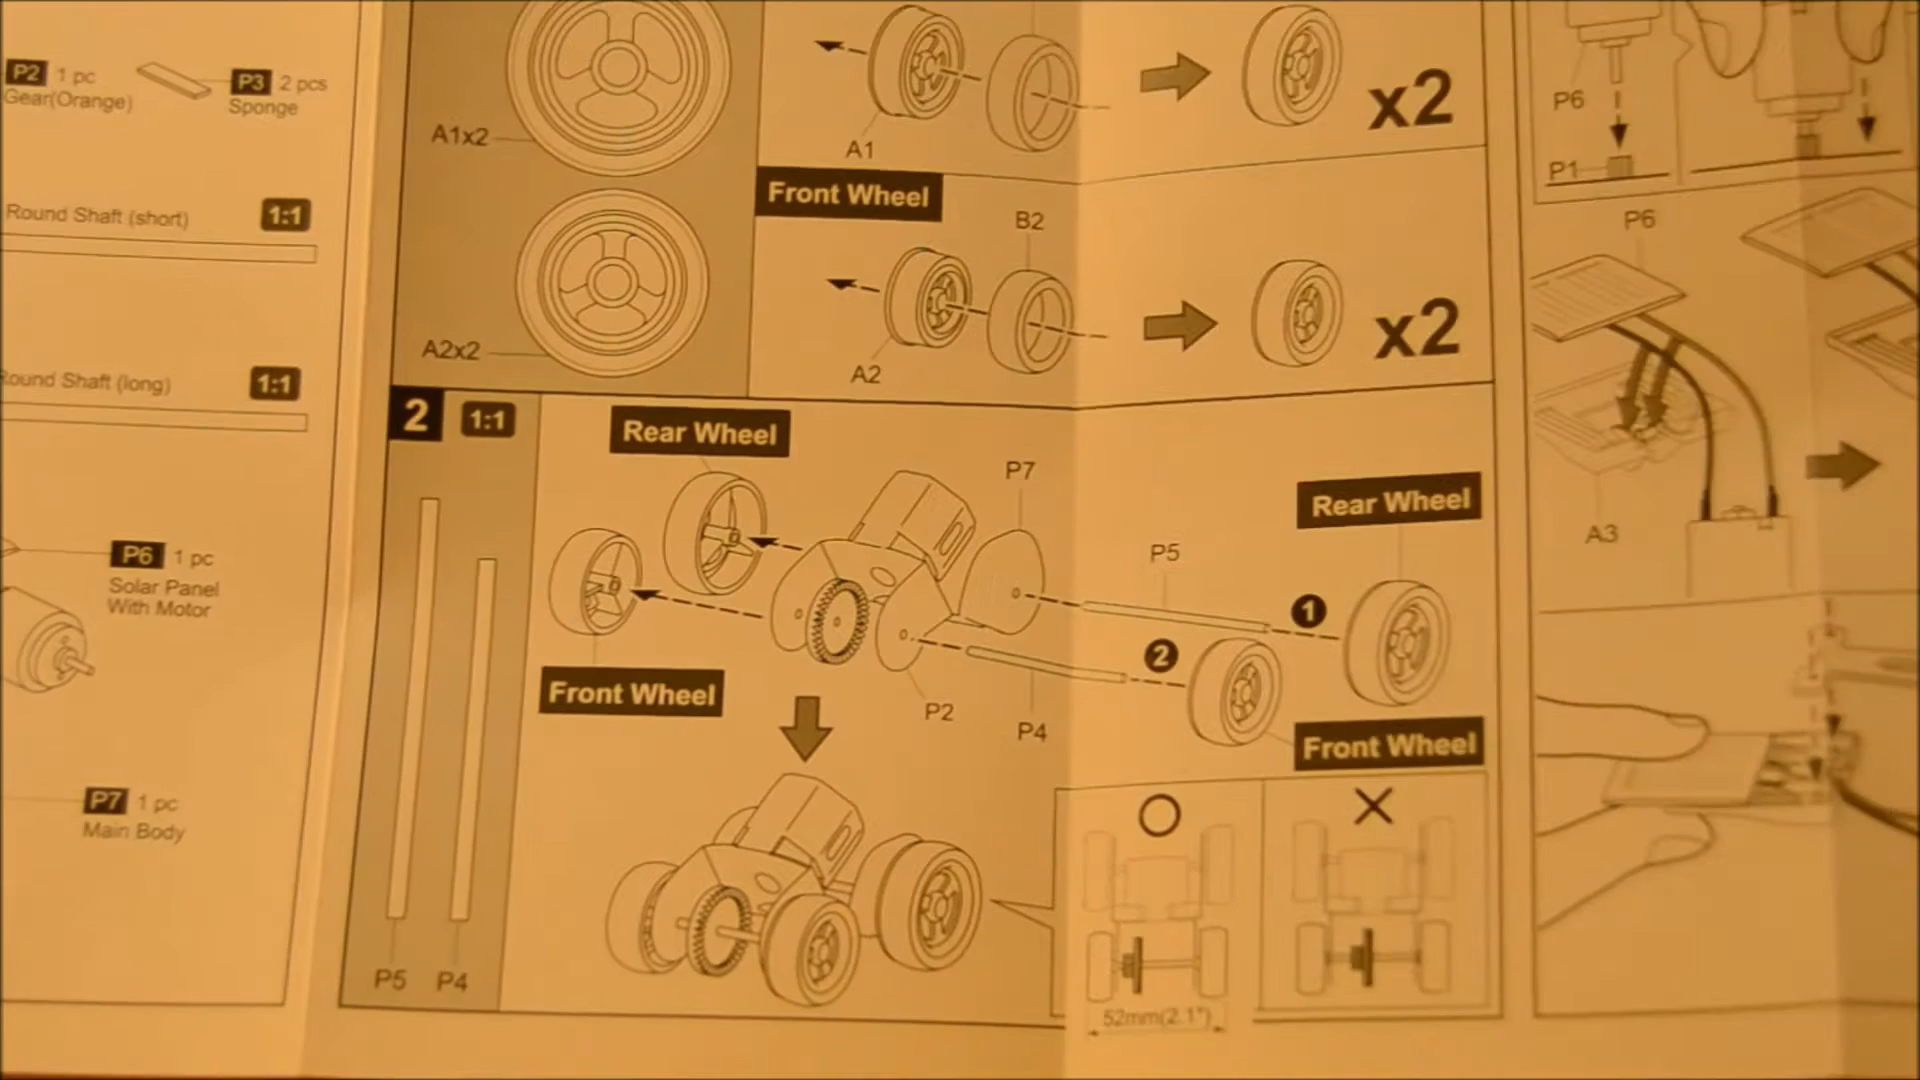 P2 1 pc
Gear(Orange)
P3 2 pcs
Sponge
Round Shaft (short)
1:1
Round Shaft (long)
1:1
P6 1 pc
Solar Panel
With Motor
P7 1 pc
Main Body
A1x2
A2x2
A1
x2
Front Wheel
B2
A2
x2
2
1:1
P5
P4
Rear Wheel
P7
Rear Wheel
P5
1
2
Front Wheel
P2
P4
Front Wheel
52mm(2.1")
P6
P1
P6
A3